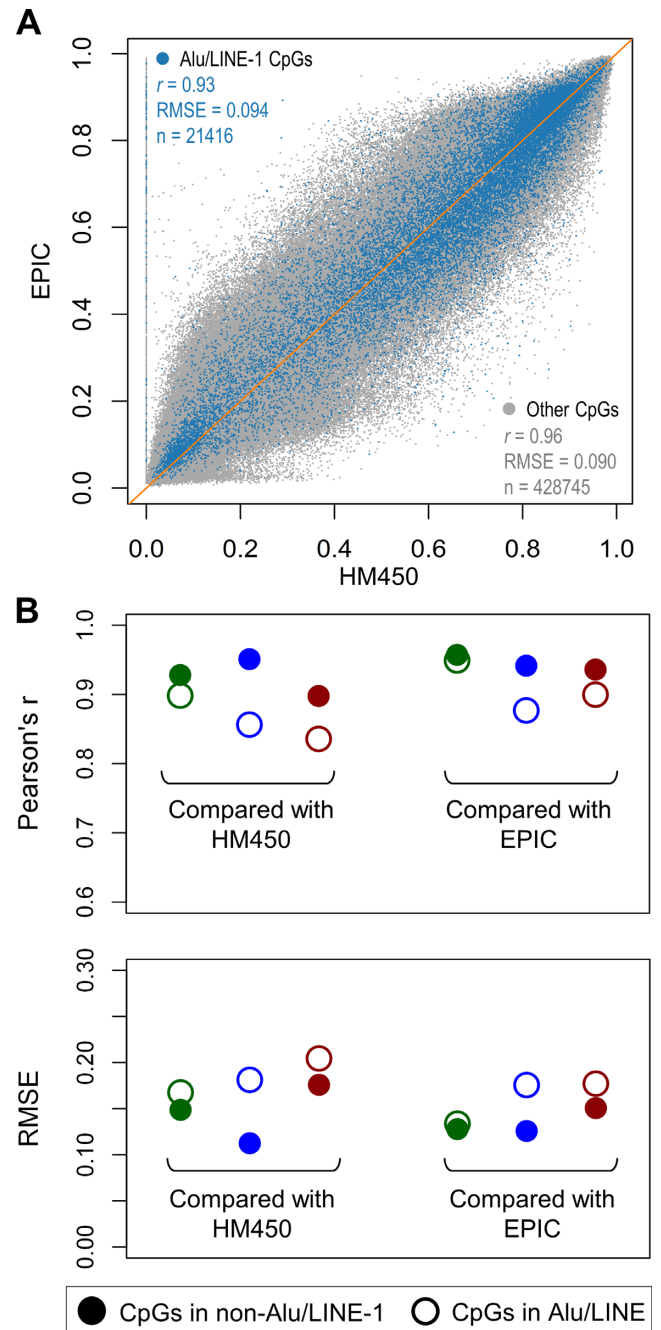 A
Alu/LINE-1 CpGs
r = 0.93
RMSE = 0.094
n = 21416
1.0
0.8
0.6
0.4
0.2
0.0
EPIC
Other CpGs
r = 0.96
RMSE = 0.090
n = 428745
0.0 0.2 0.4 0.6 0.8 1.0
HM450
B
1.0
0.9
0.8
0.7
0.6
Pearson's r
Compared with
HM450
Compared with
EPIC
0.30
0.20
0.10
0.00
RMSE
Compared with
HM450
Compared with
EPIC
CpGs in non-Alu/LINE-1 CpGs in Alu/LINE